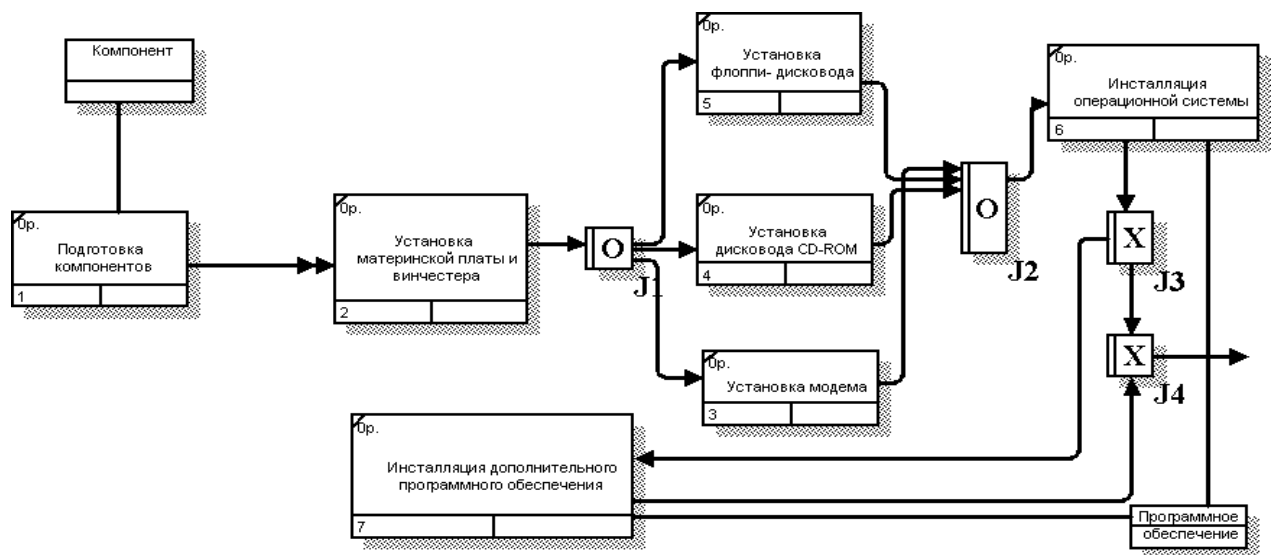 Компонент
0р.
Подготовка
компонентов
1
0р.
Установка
материнской платы и
винчестера
2
O
J1
0р.
Установка
флоппи- дисковода
5
0р.
Установка
дисковода CD-ROM
4
0р.
Установка модема
3
O
J2
0р.
Инсталляция
операционной системы
6
X
J3
X
J4
0р.
Инсталляция дополнительного
программного обеспечения
7
Программное
обеспечение